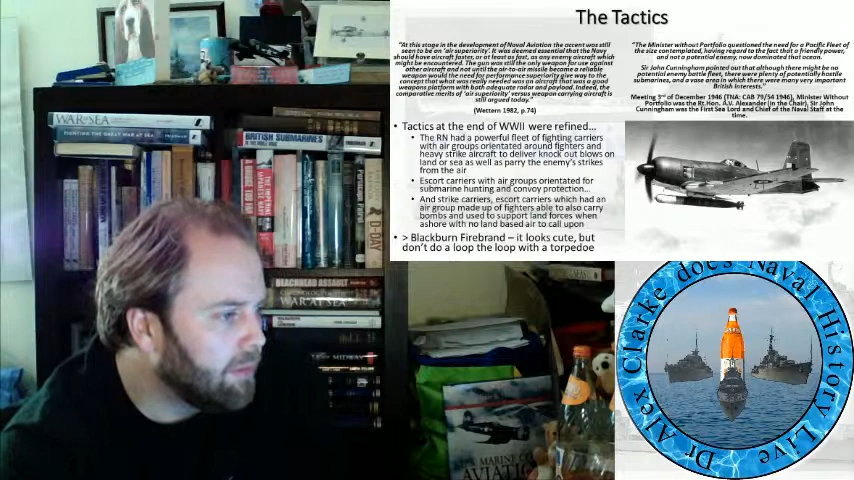 The Tactics
"At this stage in the development of Naval Aviation the accent was still
seen to be an 'air superiority'. It was deemed essential that the Navy
should have aircraft faster, or at least as fast, as any enemy aircraft which
might be encountered. The gun was still the only weapon for use against
other aircraft and not until the air-to-air missile became a reliable
weapon would the need for performance superiority give way to the
concept that what was really needed was an aircraft that was a good
weapons platform with both adequate radar and payload. Indeed, the
comparative merits of 'air superiority' versus weapon carrying aircraft is
still argued today."
(Wettern 1982, p.74)
• Tactics at the end of WWII were refined...
• The RN had a powerful fleet of fighting carriers
with air groups orientated around fighters and
heavy strike aircraft to deliver knock out blows on
land or sea as well as parry the enemy's strikes
from the air
• Escort carriers with air groups orientated for
submarine hunting and convoy protection...
• And strike carriers, escort carriers which had an
air group made up of fighters able to also carry
bombs and used to support land forces when
ashore with no land based air to call upon
• > Blackburn Firebrand – it looks cute, but
don't do a loop the loop with a torpedoe
"The Minister without Portfolio questioned the need for a Pacific Fleet of
the size contemplated, having regard to the fact that a friendly power,
and not a potential enemy, now dominated that ocean.
Sir John Cunningham pointed out that although there might be no
potential enemy battle fleet, there were plenty of potentially hostile
submarines, and a vase area in which there were many very important
British Interests."
Meeting 3rd of December 1946 (TNA: CAB 79/54 1946), Minister Without
Portfolio was the Rt.Hon. A.V. Alexander (in the Chair), Sir John
Cunningham was the First Sea Lord and Chief of the Naval Staff at the
time.
WAR AT SEA
HUNTING THE GREAT WAR AT SEA
BRITISH SUBMARINES
D-DAY
BEACHHEAD ASSAULT
WAR AT SEA
MIDWAY
MARINE CO
AVIATION
Dr Alex Clarke does Naval History Live